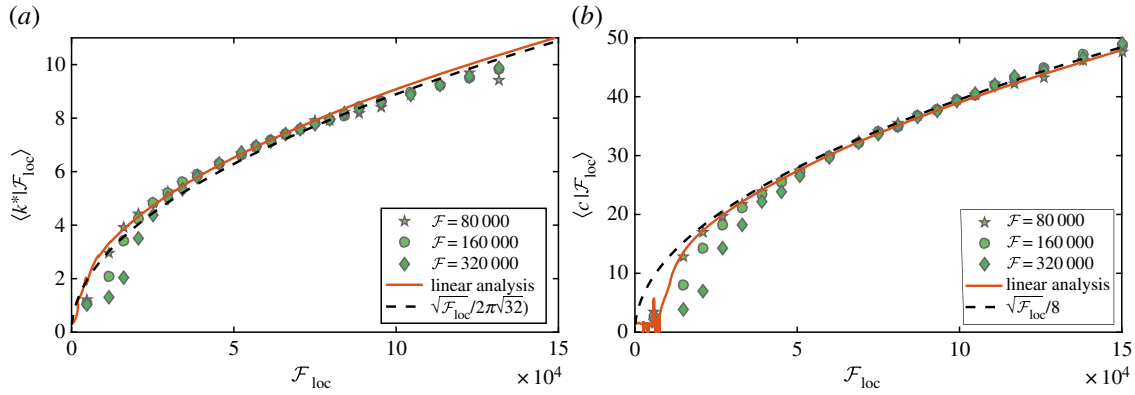 (a)
10
8
6
4
2
0
0
5
10
15
⟨k*|ℱloc⟩
ℱloc
× 10⁴
ℱ = 80 000
ℱ = 160 000
ℱ = 320 000
linear analysis
√ℱloc/2π√32)
(b)
50
40
30
20
10
0
0
5
10
15
⟨c|ℱloc⟩
ℱloc
× 10⁴
ℱ = 80 000
ℱ = 160 000
ℱ = 320 000
linear analysis
√ℱloc/8